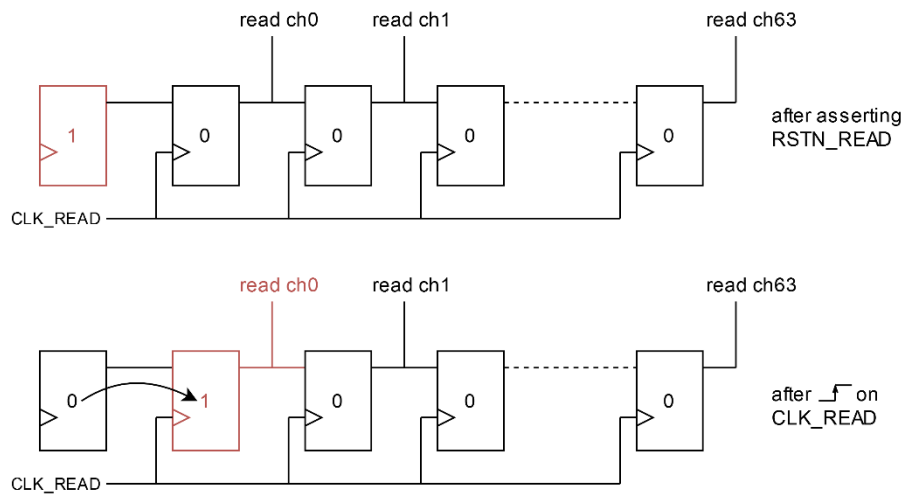 read ch0 read ch1 read ch63
1 0 0 0 0
after asserting
RSTN_READ
CLK_READ
read ch0 read ch1 read ch63
0 1 0 0 0
after on
CLK_READ
CLK_READ